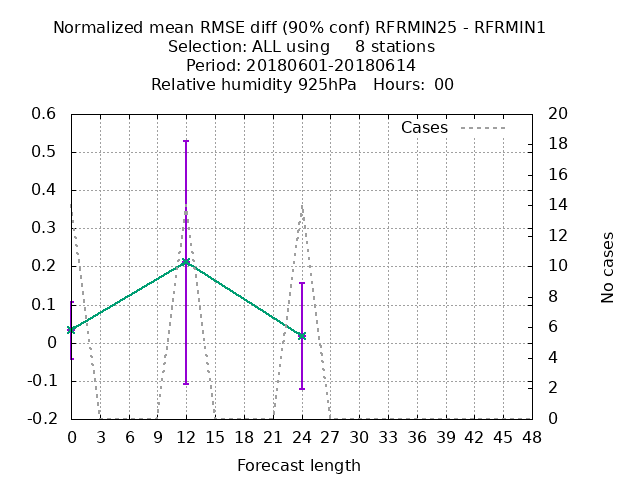 Normalized mean RMSE diff (90% conf) RFRMIN25 - RFRMIN1
Selection: ALL using     8 stations
Period: 20180601-20180614
Relative humidity 925hPa   Hours:  00
Cases
0.6
0.5
0.4
0.3
0.2
0.1
0
-0.1
-0.2
20
18
16
14
12
10
8
6
4
2
0
No cases
0 3 6 9 12 15 18 21 24 27 30 33 36 39 42 45 48
Forecast length